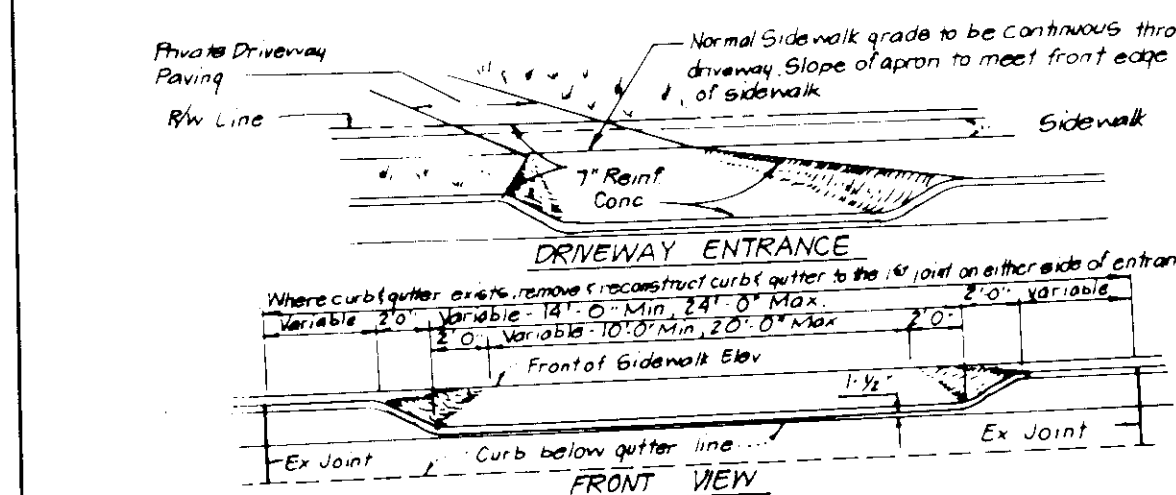 Private Driveway
Paving
R/W Line
Normal Sidewalk grade to be continuous thro
driveway. Slope of apron to meet front edge
of sidewalk
Sidewalk
7" Reinf.
Conc
DRIVEWAY ENTRANCE
Where curb & gutter exists, remove & reconstruct curb & gutter to the 1st joint on either side of entran
Variable 2'0" Variable - 14'-0" Min, 24'-0" Max. 2'-0" variable
2'0" Variable - 10'-0" Min, 20'-0" Max 2'0"
Front of Sidewalk Elev
1-1/2"
Ex Joint Curb below gutter line Ex Joint
FRONT VIEW